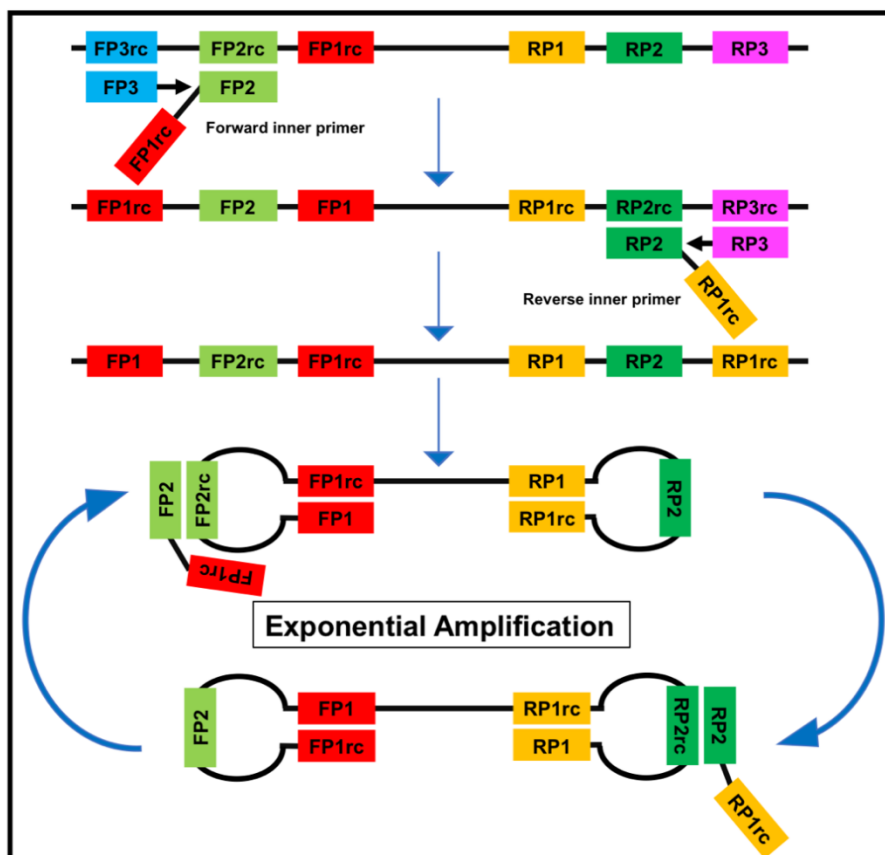 FP3rc FP2rc FP1rc RP1 RP2 RP3
FP3 FP2
FP1rc
Forward inner primer
FP1rc FP2 FP1 RP1rc RP2rc RP3rc
RP2 RP3
RP1rc
Reverse inner primer
FP1 FP2rc FP1rc RP1 RP2 RP1rc
FP2 FP2rc FP1rc RP1 RP2
FP1 RP1rc
FP1rc
Exponential Amplification
FP2 FP1 RP1rc RP2rc RP2
FP1rc RP1
RP1rc